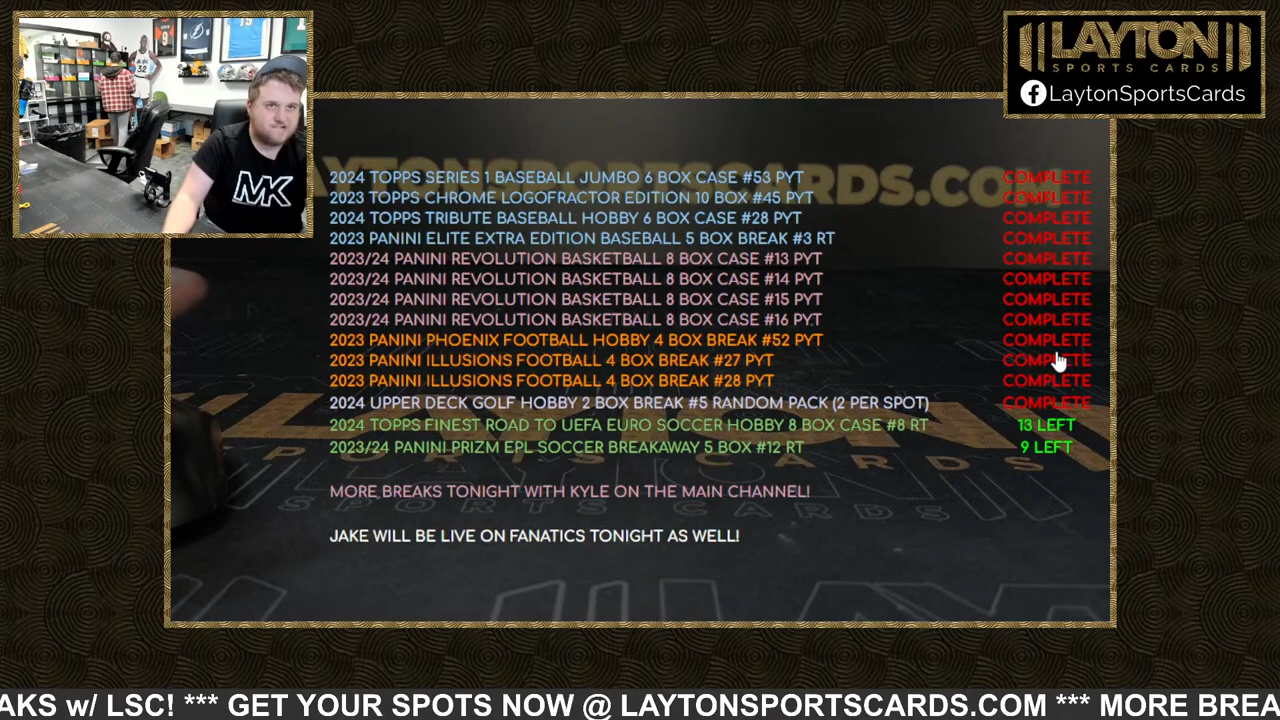 LAYTON
SPORTS CARDS
LaytonSportsCards
MK
LAYTONSPORTSCARDS.CO
2024 TOPPS SERIES 1 BASEBALL JUMBO 6 BOX CASE #53 PYT COMPLETE
2023 TOPPS CHROME LOGOFRACTOR EDITION 10 BOX #45 PYT COMPLETE
2024 TOPPS TRIBUTE BASEBALL HOBBY 6 BOX CASE #28 PYT COMPLETE
2023 PANINI ELITE EXTRA EDITION BASEBALL 5 BOX BREAK #3 RT COMPLETE
2023/24 PANINI REVOLUTION BASKETBALL 8 BOX CASE #13 PYT COMPLETE
2023/24 PANINI REVOLUTION BASKETBALL 8 BOX CASE #14 PYT COMPLETE
2023/24 PANINI REVOLUTION BASKETBALL 8 BOX CASE #15 PYT COMPLETE
2023/24 PANINI REVOLUTION BASKETBALL 8 BOX CASE #16 PYT COMPLETE
2023 PANINI PHOENIX FOOTBALL HOBBY 4 BOX BREAK #52 PYT COMPLETE
2023 PANINI ILLUSIONS FOOTBALL 4 BOX BREAK #27 PYT COMPLETE
2023 PANINI ILLUSIONS FOOTBALL 4 BOX BREAK #28 PYT COMPLETE
2024 UPPER DECK GOLF HOBBY 2 BOX BREAK #5 RANDOM PACK (2 PER SPOT) COMPLETE
2024 TOPPS FINEST ROAD TO UEFA EURO SOCCER HOBBY 8 BOX CASE #8 RT 13 LEFT
2023/24 PANINI PRIZM EPL SOCCER BREAKAWAY 5 BOX #12 RT 9 LEFT
MORE BREAKS TONIGHT WITH KYLE ON THE MAIN CHANNEL!
JAKE WILL BE LIVE ON FANATICS TONIGHT AS WELL!
AKS w/ LSC! *** GET YOUR SPOTS NOW @ LAYTONSPORTSCARDS.COM *** MORE BREA